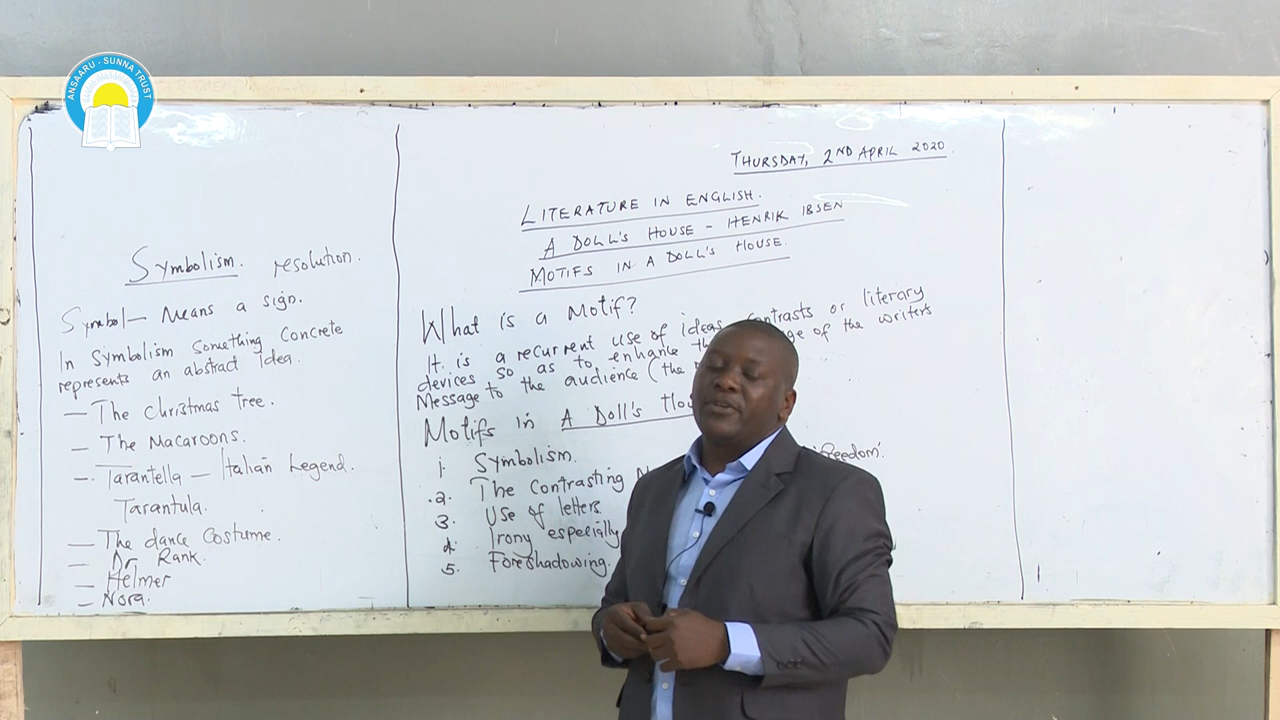 ANSAARU - SUNNA TRUST
THURSDAY, 2ND APRIL 2020.
LITERATURE IN ENGLISH.
A DOLL'S HOUSE - HENRIK IBSEN
MOTIFS IN A DOLL'S HOUSE.
Symbolism. resolution.
Symbol - Means a sign.
In Symbolism Something Concrete
represents an abstract Idea.
- The Christmas tree.
- The Macaroons.
- Tarantella - Italian Legend.
Tarantula.
- The dance Costume.
- Dr. Rank.
- Helmer
- Nora.
What is a Motif?
It is a recurrent use of ideas, contrasts or literary
devices so as to enhance of the writers
Message to the audience (the
Motifs in A Doll's
1. Symbolism.
2. The Contrasting freedom'.
3. Use of letters
4. Irony especially
5. Foreshadowing.